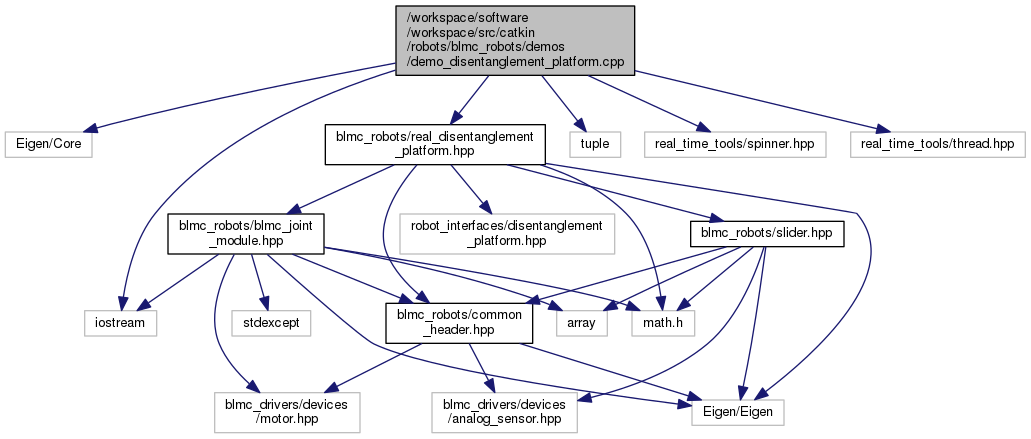 /workspace/software
/workspace/src/catkin
/robots/blmc_robots/demos
/demo_disentanglement_platform.cpp
Eigen/Core
blmc_robots/real_disentanglement
_platform.hpp
tuple
real_time_tools/spinner.hpp
real_time_tools/thread.hpp
blmc_robots/blmc_joint
_module.hpp
robot_interfaces/disentanglement
_platform.hpp
blmc_robots/slider.hpp
iostream
stdexcept
blmc_robots/common
_header.hpp
array
math.h
blmc_drivers/devices
/motor.hpp
blmc_drivers/devices
/analog_sensor.hpp
Eigen/Eigen